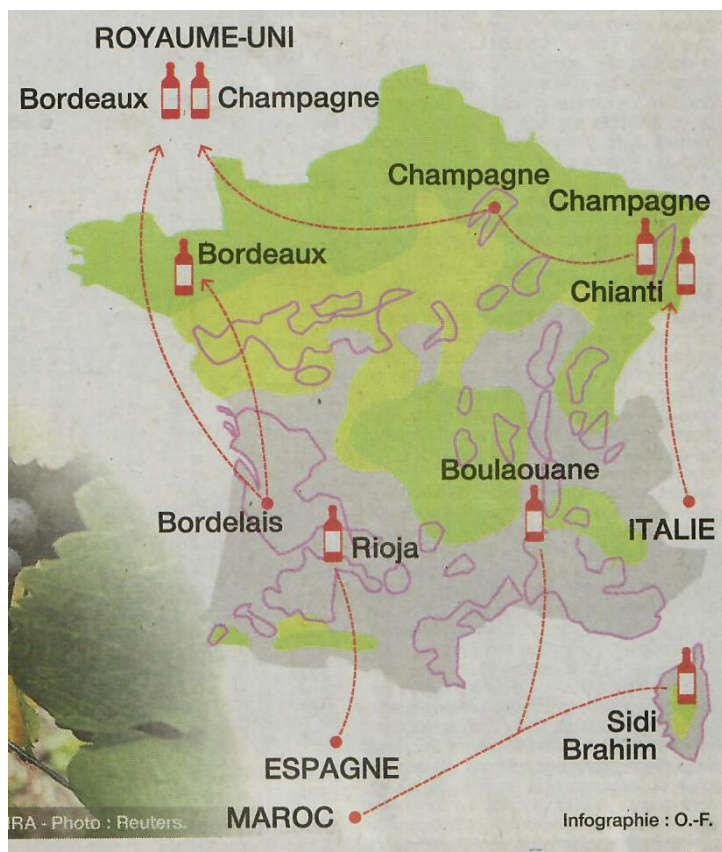 ROYAUME-UNI
Bordeaux
Champagne
Champagne
Champagne
Bordeaux
Chianti
Boulaouane
Bordelais
Rioja
ITALIE
Sidi
Brahim
ESPAGNE
MAROC
IRA - Photo : Reuters.
Infographie : O.-F.